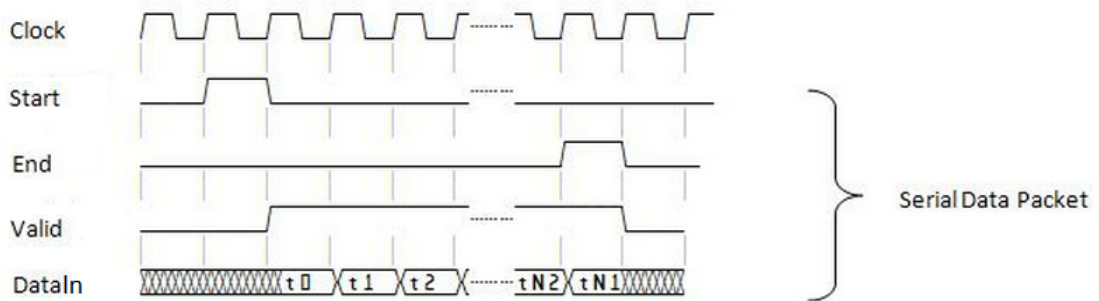 Clock
Start
End
Valid
DataIn t0 t1 t2 tN2 tN1
Serial Data Packet